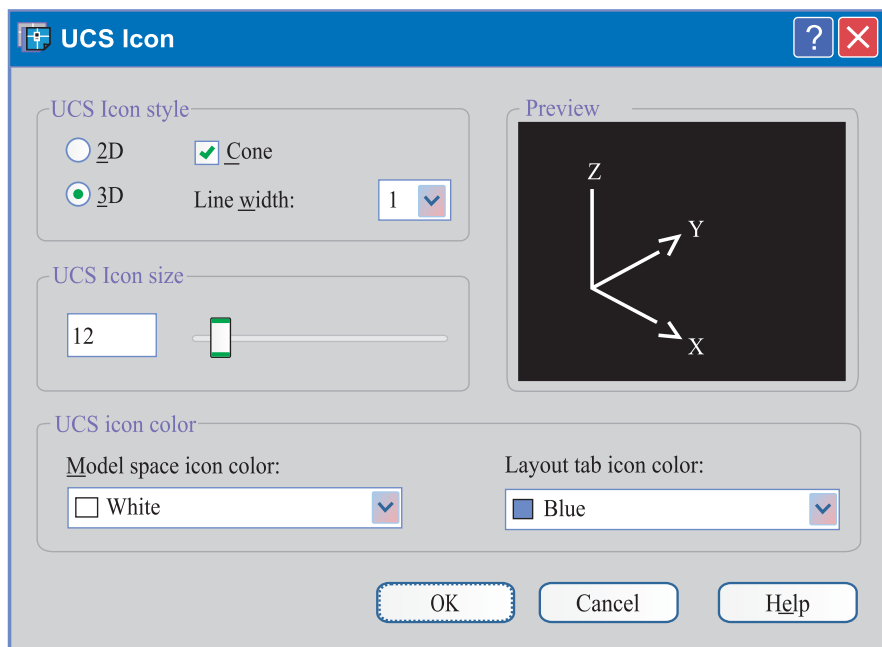 UCS Icon
?
UCS Icon style
2D
Cone
3D
Line width:
1
Preview
Z
Y
X
UCS Icon size
12
UCS icon color
Model space icon color:
White
Layout tab icon color:
Blue
OK
Cancel
Help